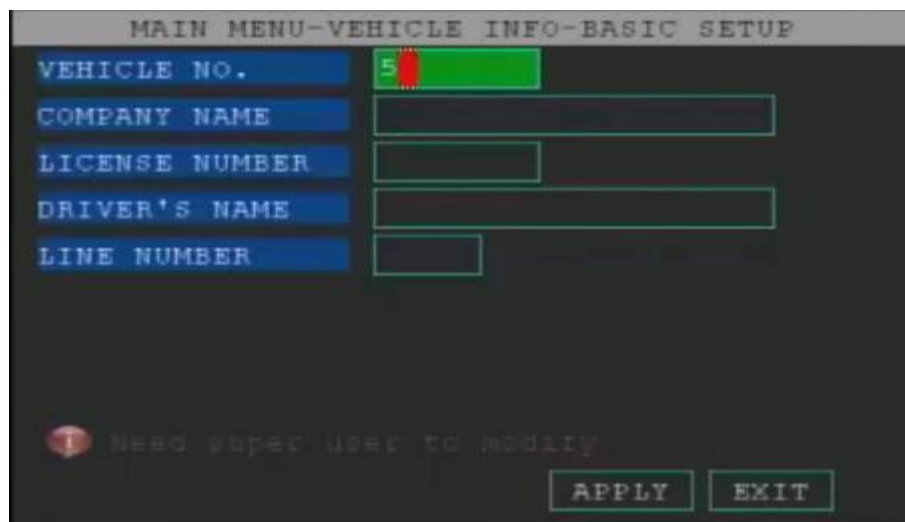 MAIN MENU-VEHICLE INFO-BASIC SETUP
VEHICLE NO. 5
COMPANY NAME
LICENSE NUMBER
DRIVER'S NAME
LINE NUMBER
Need super user to modify
APPLY EXIT